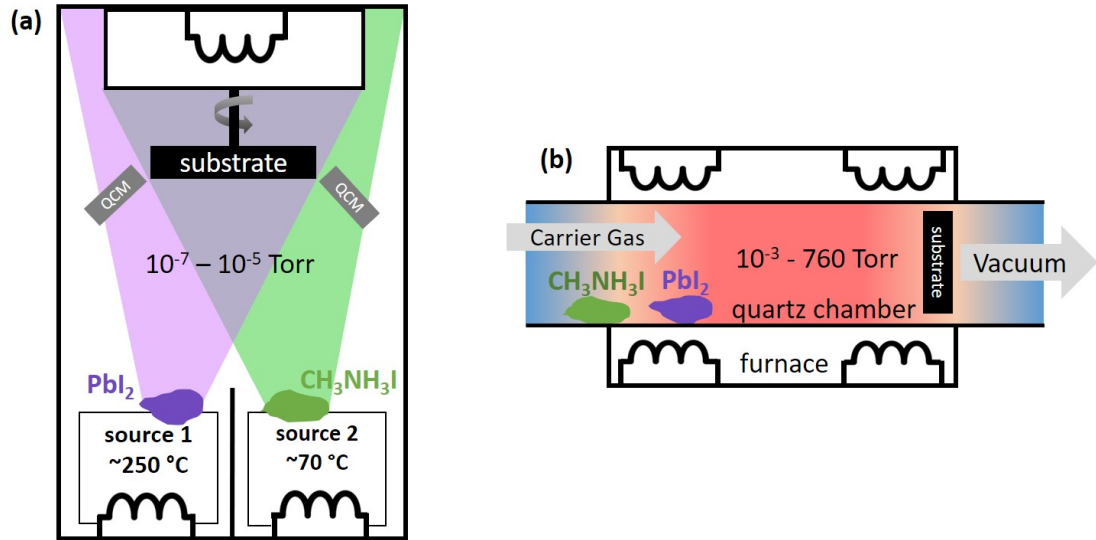 (a)
substrate
QCM
QCM
10⁻⁷ – 10⁻⁵ Torr
PbI₂
CH₃NH₃I
source 1
~250 °C
source 2
~70 °C
(b)
Carrier Gas
10⁻³ - 760 Torr
substrate
Vacuum
CH₃NH₃I
PbI₂
quartz chamber
furnace